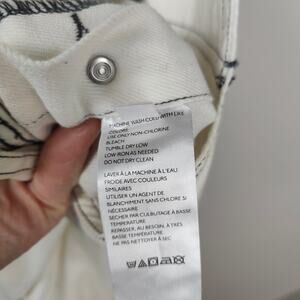 MACHINE WASH COLD WITH LIKE
COLORS
USE ONLY NON-CHLORINE
BLEACH
TUMBLE DRY LOW
LOW IRON AS NEEDED
DO NOT DRY CLEAN
LAVER À LA MACHINE À L'EAU
FROIDE AVEC COULEURS
SIMILAIRES
UTILISER UN AGENT DE
BLANCHIMENT SANS CHLORE SI
NÉCESSAIRE
SÉCHER PAR CULBUTAGE À BASSE
TEMPERATURE
REPASSER, AU BESOIN, À TRÈS
BASSE TEMPÉRATURE
NE PAS NETTOYER À SEC